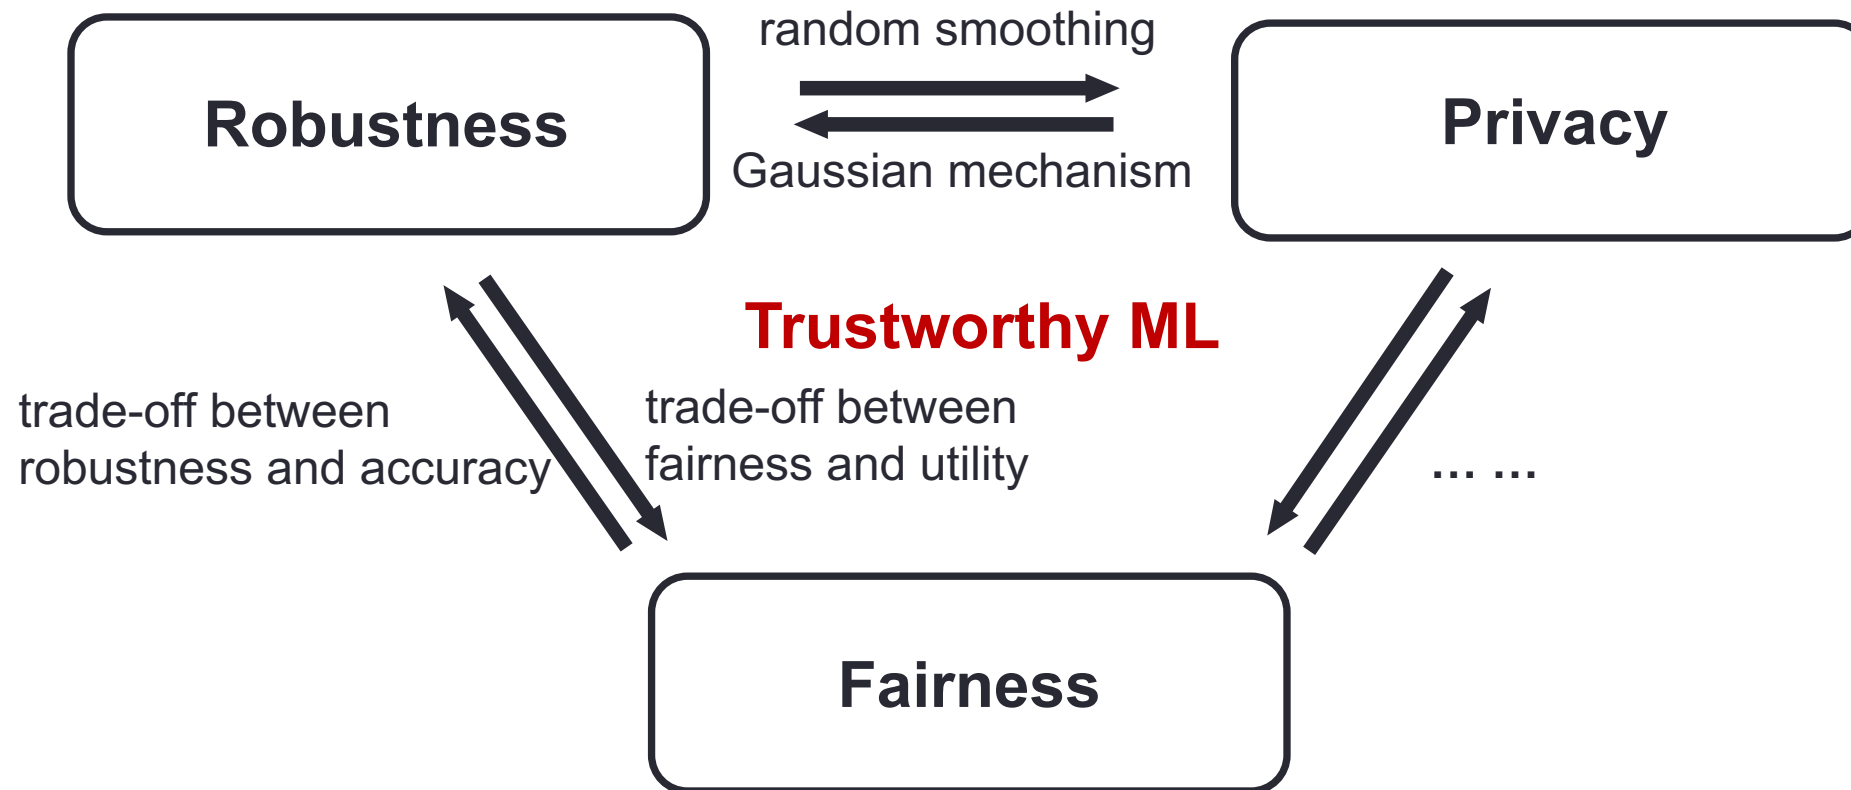 random smoothing
Robustness
Privacy
Gaussian mechanism
Trustworthy ML
trade-off between
robustness and accuracy
trade-off between
fairness and utility
... ...
Fairness